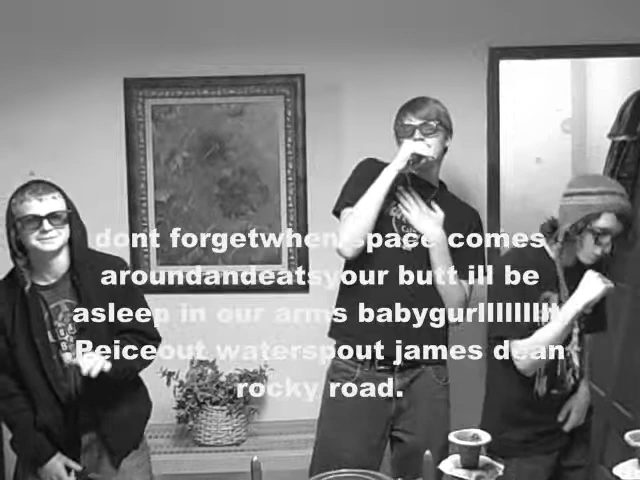 dont forgetwhen space comes
aroundandeatsyour butt ill be
asleep in our arms babygurlllllllll
Peiceout waterspout james dean
rocky road.